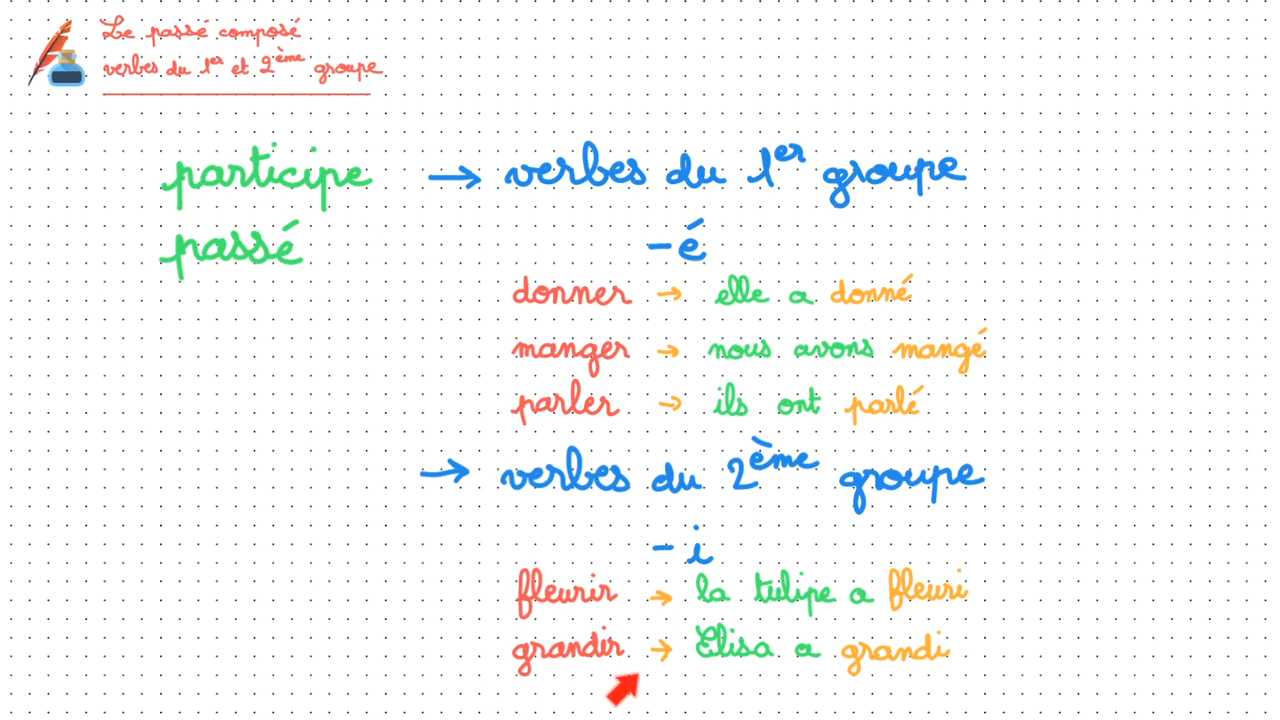 Le passé composé
verbes du 1er et 2ème groupe
participe → verbes du 1er groupe
passé
-é
donner → elle a donné
manger → nous avons mangé
parler → ils ont parlé
→ verbes du 2ème groupe
-i
fleurir → la tulipe a fleuri
grandir → Elisa a grandi